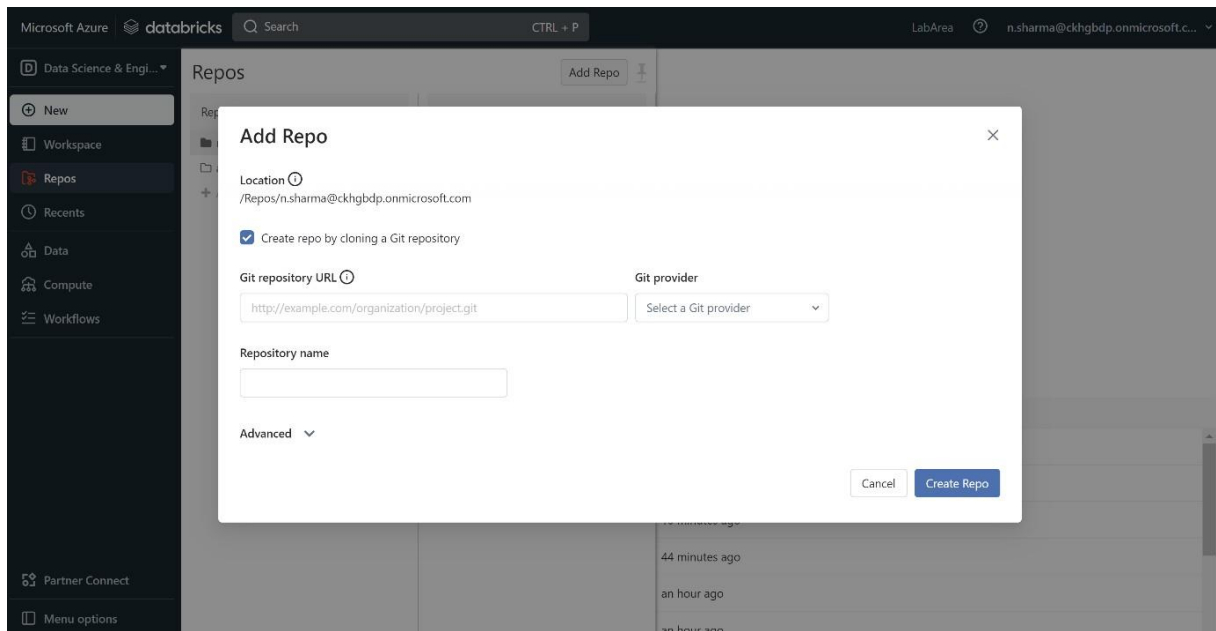 Microsoft Azure databricks Search CTRL + P LabArea n.sharma@ckhgbdp.onmicrosoft.c...
D Data Science & Engi...
Repos Add Repo
New
Workspace
Repos
Recents
Data
Compute
Workflows
Partner Connect
Menu options
Add Repo
Location
/Repos/n.sharma@ckhgbdp.onmicrosoft.com
Create repo by cloning a Git repository
Git repository URL Git provider
http://example.com/organization/project.git Select a Git provider
Repository name
Advanced
Cancel Create Repo
44 minutes ago
an hour ago
an hour ago